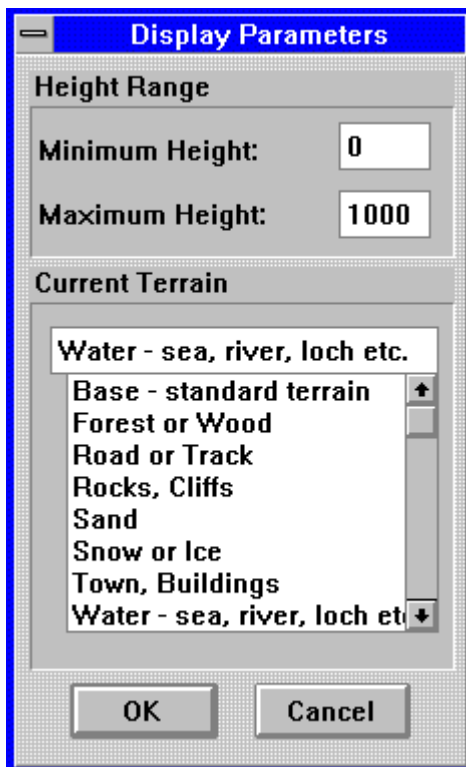 Display Parameters
Height Range
Minimum Height: 0
Maximum Height: 1000
Current Terrain
Water - sea, river, loch etc.
Base - standard terrain
Forest or Wood
Road or Track
Rocks, Cliffs
Sand
Snow or Ice
Town, Buildings
Water - sea, river, loch et
OK Cancel